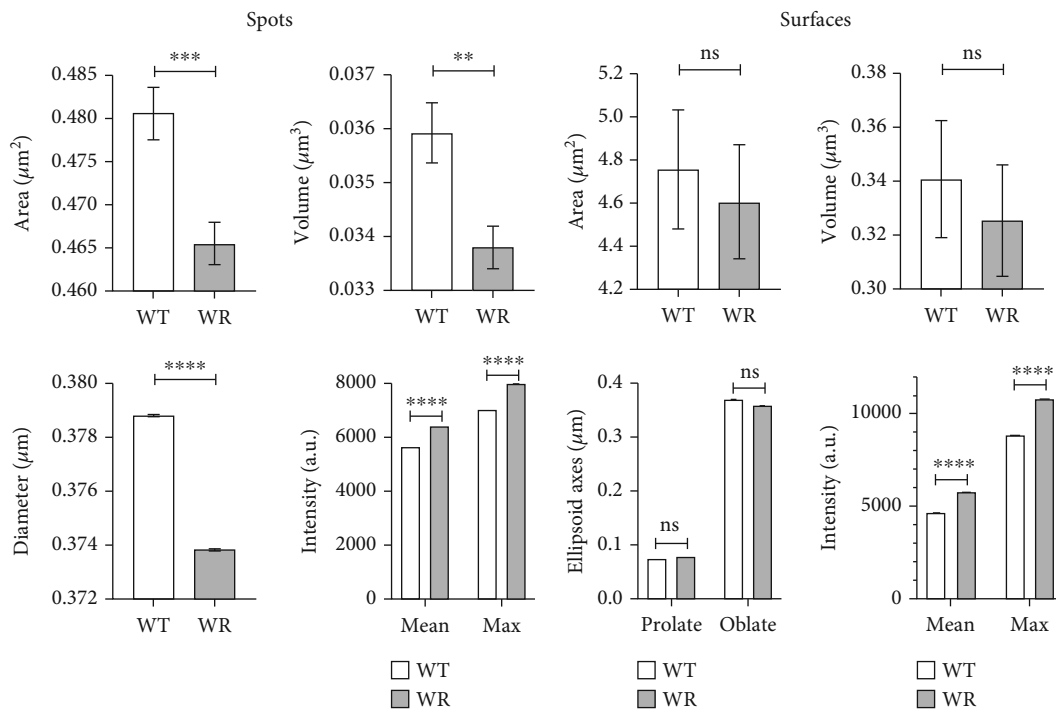 Spots
Surfaces
Area (μm²)
0.485
0.480
0.475
0.470
0.465
0.460
***
WT WR
Volume (μm³)
0.037
0.036
0.035
0.034
0.033
**
WT WR
Area (μm²)
5.2
5.0
4.8
4.6
4.4
4.2
ns
WT WR
Volume (μm³)
0.38
0.36
0.34
0.32
0.30
ns
WT WR
Diameter (μm)
0.380
0.378
0.376
0.374
0.372
****
WT WR
Intensity (a.u.)
8000
6000
4000
2000
0
****
****
Mean Max
WT
WR
Ellipsoid axes (μm)
0.4
0.3
0.2
0.1
0.0
ns
ns
Prolate Oblate
WT
WR
Intensity (a.u.)
10000
5000
0
****
****
Mean Max
WT
WR